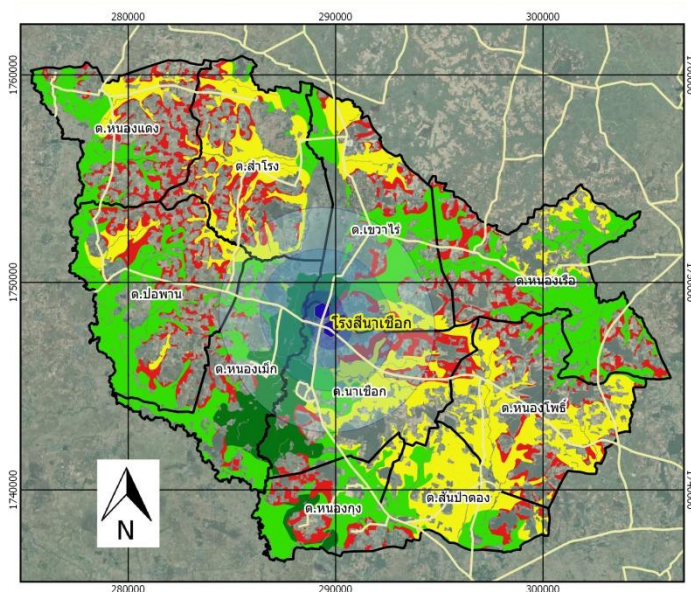 280000
290000
300000
1760000
1760000
ต.หนองแดง
ต.สำโรง
ต.เขวาไร่
1750000
1750000
ต.หนองเรือ
ต.ปอพาน
โรงสีนาเชือก
ต.หนองเม็ก
ต.นาเชือก
ต.หนองโพธิ์
1740000
1740000
ต.สันป่าตอง
ต.หนองกุง
N
280000
290000
300000